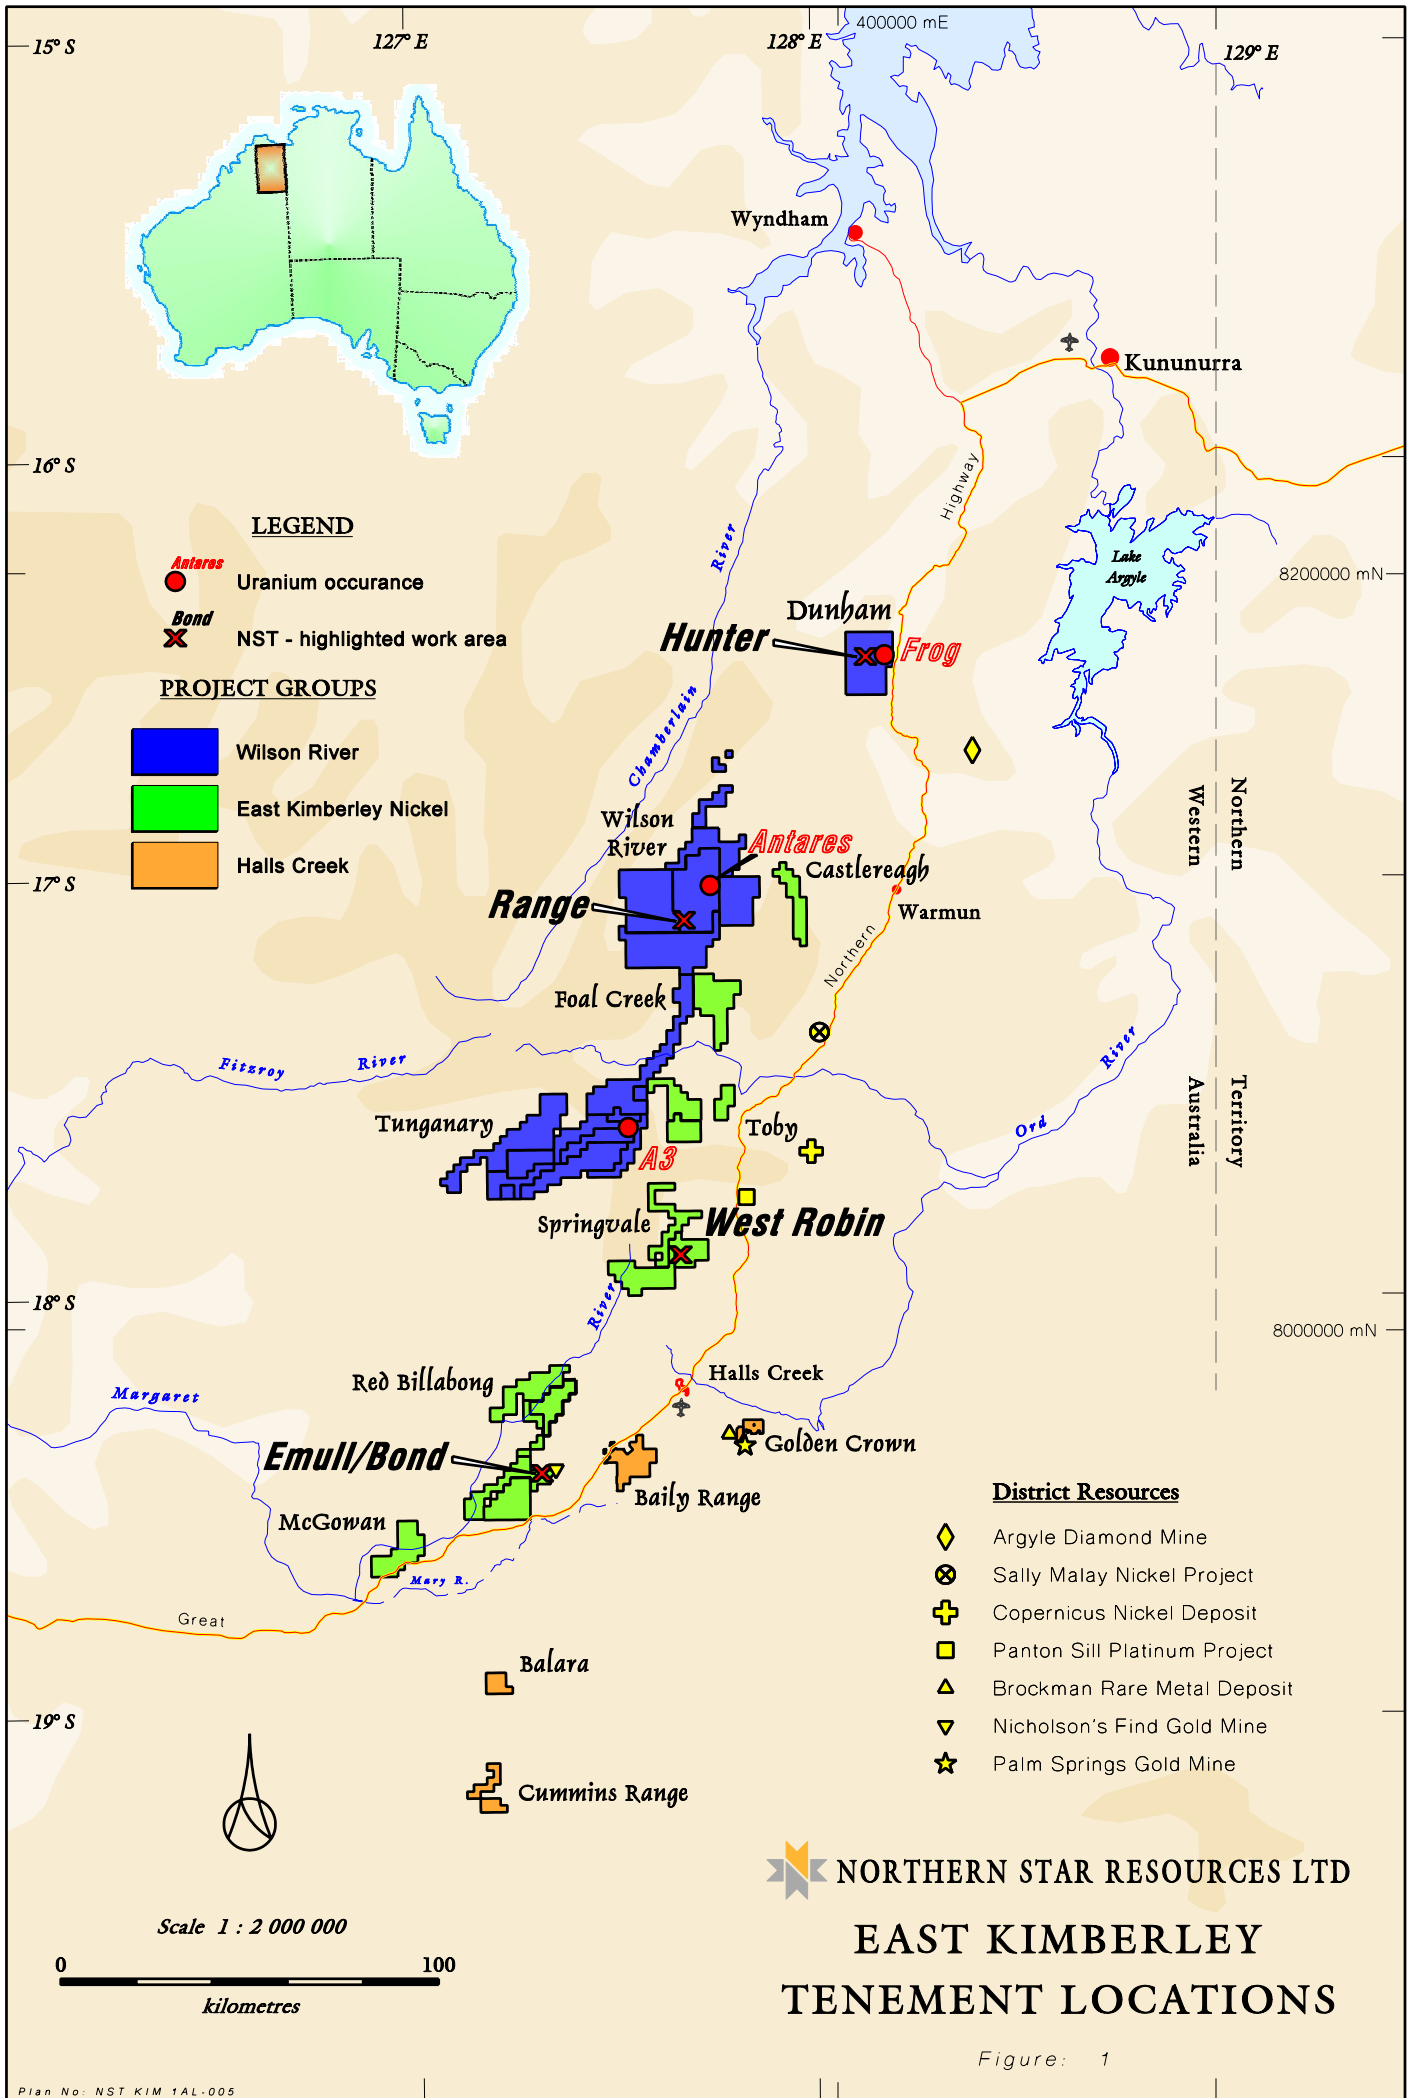 400000 mE
15° S
127° E
128° E
129° E
Wyndham
Kununurra
16° S
Highway
River
Lake
Argyle
8200000 mN
LEGEND
Antares
Uranium occurance
Bond
NST - highlighted work area
PROJECT GROUPS
Wilson River
East Kimberley Nickel
Halls Creek
Dunham
Hunter
Frog
Chamberlain
Northern
Western
Wilson
River
Antares
Castlereagh
17° S
Range
Warmun
Northern
Foal Creek
Fitzroy
River
River
Ord
Territory
Australia
Tunganary
Toby
A3
Springvale
West Robin
River
18° S
8000000 mN
Halls Creek
Red Billabong
Margaret
Golden Crown
Emull/Bond
Baily Range
McGowan
Mary R.
Great
District Resources
Argyle Diamond Mine
Sally Malay Nickel Project
Copernicus Nickel Deposit
Panton Sill Platinum Project
Brockman Rare Metal Deposit
Nicholson's Find Gold Mine
Palm Springs Gold Mine
Balara
19° S
Cummins Range
NORTHERN STAR RESOURCES LTD
EAST KIMBERLEY
TENEMENT LOCATIONS
Scale 1 : 2 000 000
0
100
kilometres
Figure: 1
Plan No: NST KIM 1AL-005